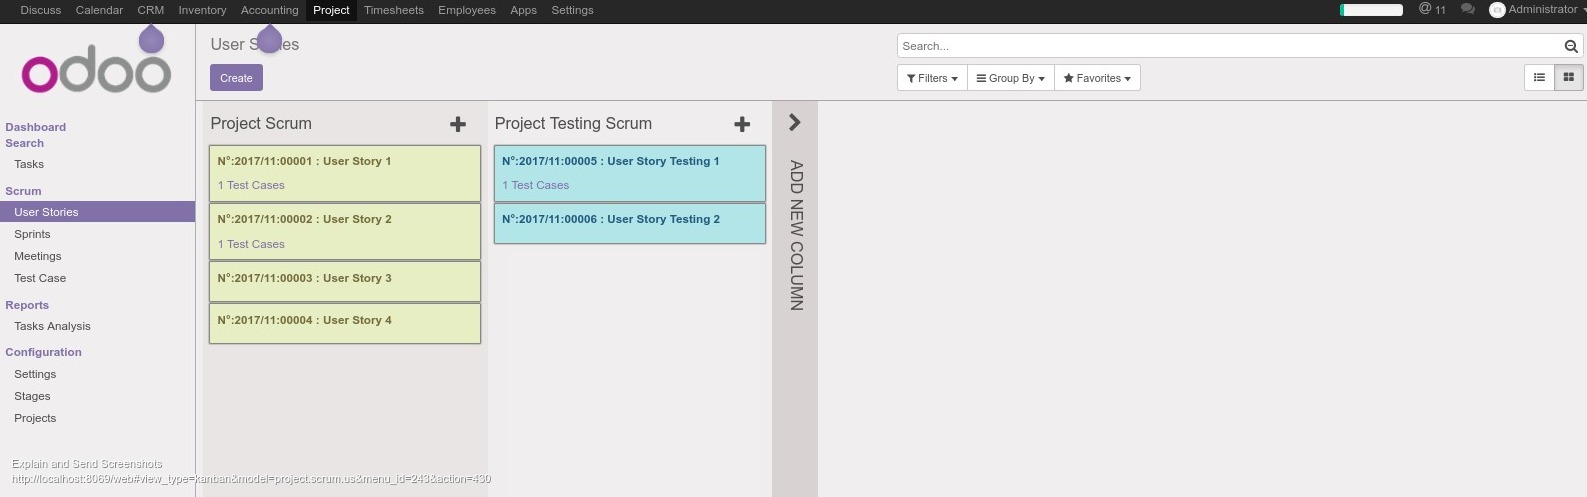 Discuss Calendar CRM Inventory Accounting Project Timesheets Employees Apps Settings
@ 11 Administrator
odoo
User Stories
Search...
Create
Filters Group By Favorites
Dashboard
Search
Tasks
Scrum
User Stories
Sprints
Meetings
Test Case
Reports
Tasks Analysis
Configuration
Settings
Stages
Projects
Project Scrum
N°:2017/11:00001 : User Story 1
1 Test Cases
N°:2017/11:00002 : User Story 2
1 Test Cases
N°:2017/11:00003 : User Story 3
N°:2017/11:00004 : User Story 4
Project Testing Scrum
N°:2017/11:00005 : User Story Testing 1
1 Test Cases
N°:2017/11:00006 : User Story Testing 2
ADD NEW COLUMN
Explain and Send Screenshots
http://localhost:8069/web#view_type=kanban&model=project.scrum.us&menu_id=243&action=430